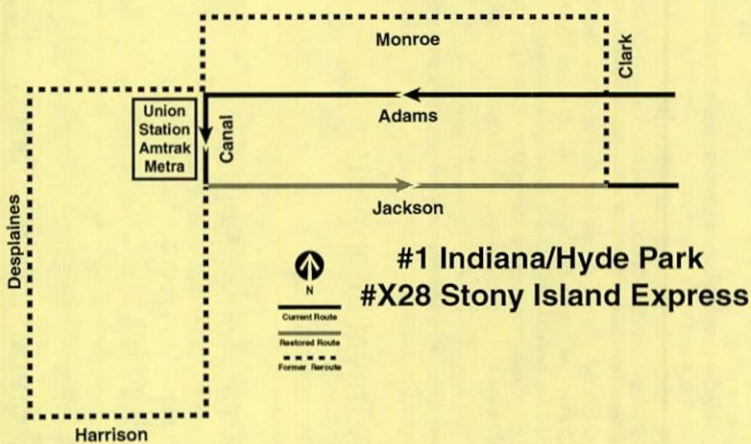 Monroe
Clark
Adams
Union
Station
Amtrak
Metra
Canal
Jackson
Desplaines
#1 Indiana/Hyde Park
#X28 Stony Island Express
N
Current Route
Restored Route
Former Reroute
Harrison